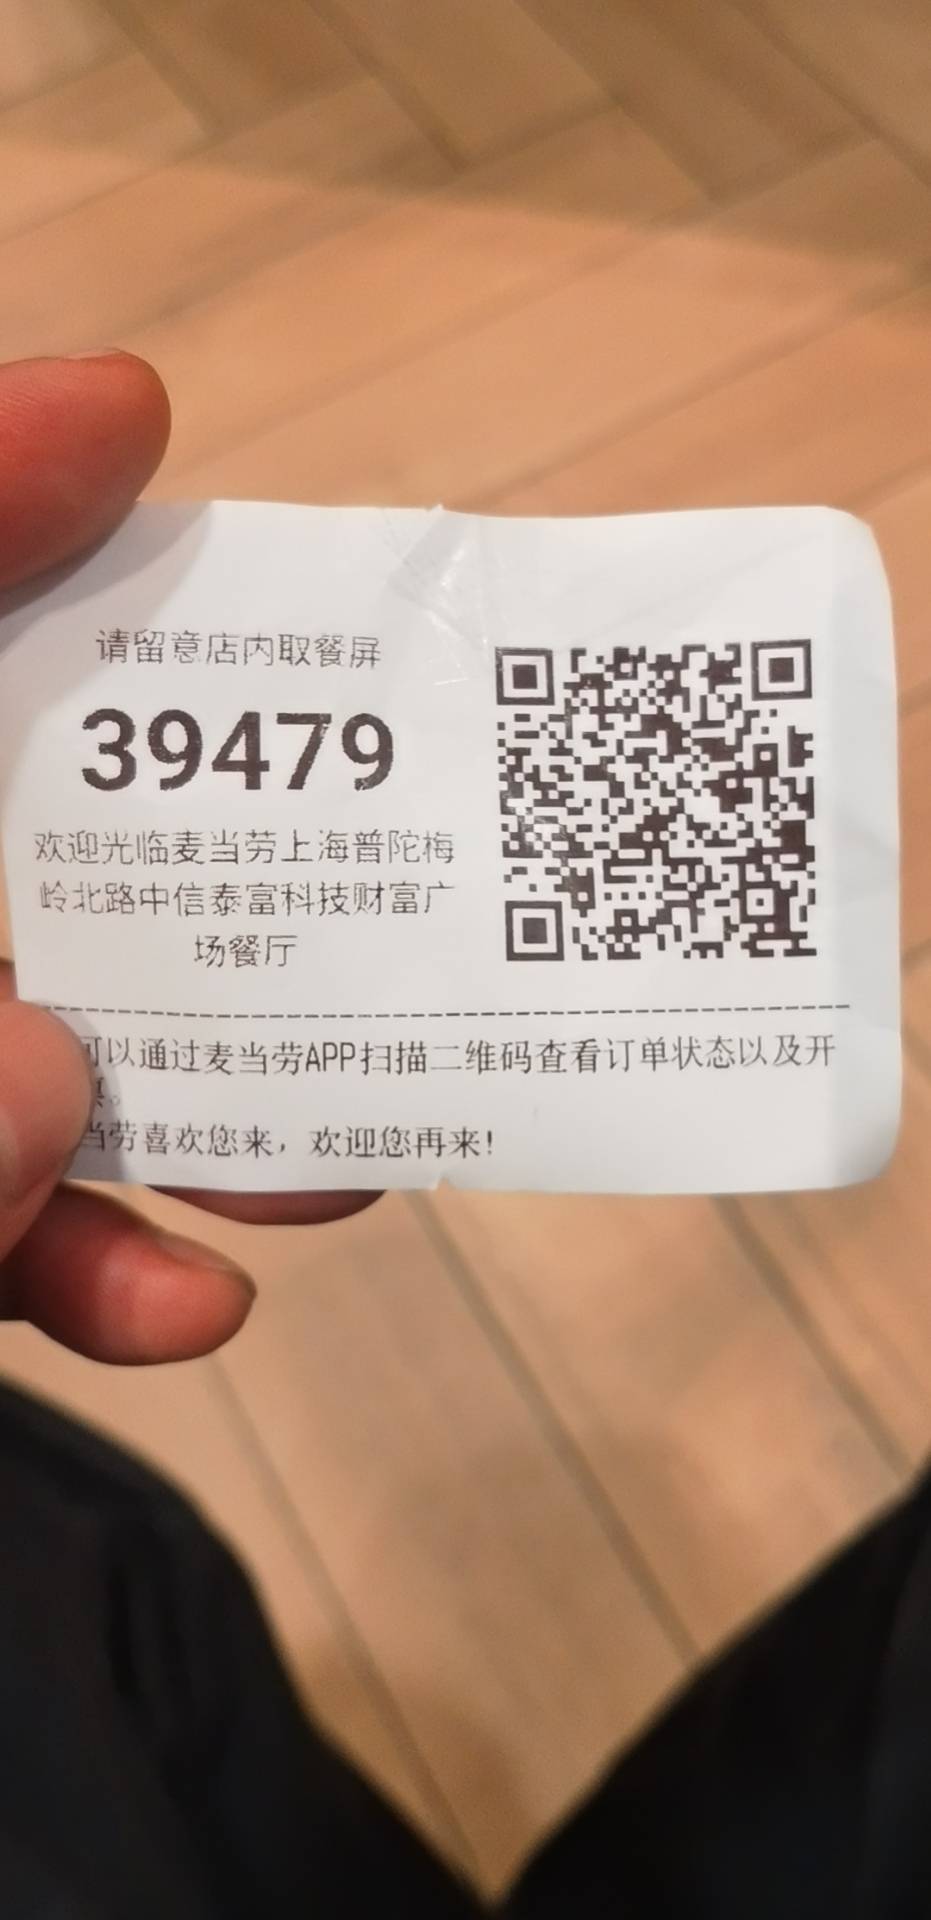 请留意店内取餐屏
39479
欢迎光临麦当劳上海普陀梅
岭北路中信泰富科技财富广
场餐厅
可以通过麦当劳APP扫描二维码查看订单状态以及开
票。
当劳喜欢您来，欢迎您再来!